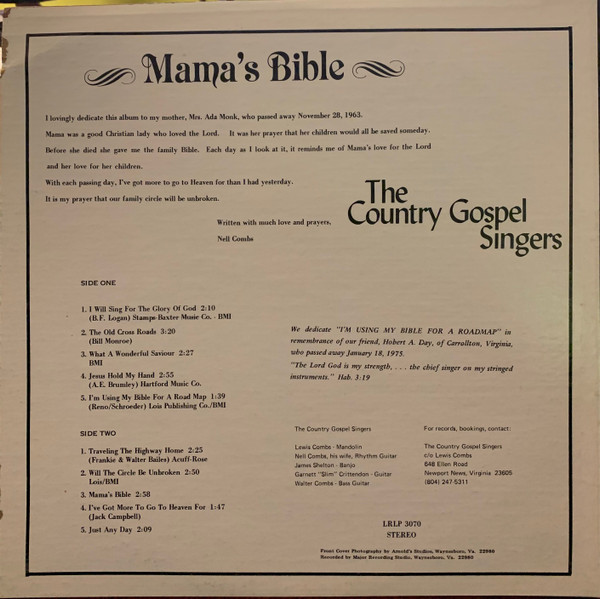 Mama's Bible
I lovingly dedicate this album to my mother, Mrs. Ada Monk, who passed away November 28, 1963.
Mama was a good Christian lady who loved the Lord. It was her prayer that her children would all be saved someday.
Before she died she gave me the family Bible. Each day as I look at it, it reminds me of Mama's love for the Lord
and her love for her children.
With each passing day, I've got more to go to Heaven for than I had yesterday.
It is my prayer that our family circle will be unbroken.
Written with much love and prayers,
Nell Combs
The
Country Gospel
Singers
SIDE ONE
1. I Will Sing For The Glory Of God 2:10
(B.F. Logan) Stamps-Baxter Music Co. - BMI
2. The Old Cross Roads 3:20
(Bill Monroe)
3. What A Wonderful Saviour 2:27
BMI
4. Jesus Hold My Hand 2:55
(A.E. Brumley) Hartford Music Co.
5. I'm Using My Bible For A Road Map 1:39
(Reno/Schroeder) Lois Publishing Co./BMI
SIDE TWO
1. Traveling The Highway Home 2:25
(Frankie & Walter Bailes) Acuff-Rose
2. Will The Circle Be Unbroken 2:50
Lois/BMI
3. Mama's Bible 2:58
4. I've Got More To Go To Heaven For 1:47
(Jack Campbell)
5. Just Any Day 2:09
We dedicate "I'M USING MY BIBLE FOR A ROADMAP" in
remembrance of our friend, Hobert A. Day, of Carrollton, Virginia,
who passed away January 18, 1975.
"The Lord God is my strength, . . . the chief singer on my stringed
instruments." Hab. 3:19
The Country Gospel Singers
Lewis Combs - Mandolin
Nell Combs, his wife, Rhythm Guitar
James Shelton - Banjo
Garnett "Slim" Crittendon - Guitar
Walter Combs - Bass Guitar
For records, bookings, contact:
The Country Gospel Singers
c/o Lewis Combs
648 Ellen Road
Newport News, Virginia 23605
(804) 247-5311
LRLP 3070
STEREO
Front Cover Photography by Arnold's Studios, Waynesboro, Va. 22980
Recorded by Major Recording Studio, Waynesboro, Va. 22980